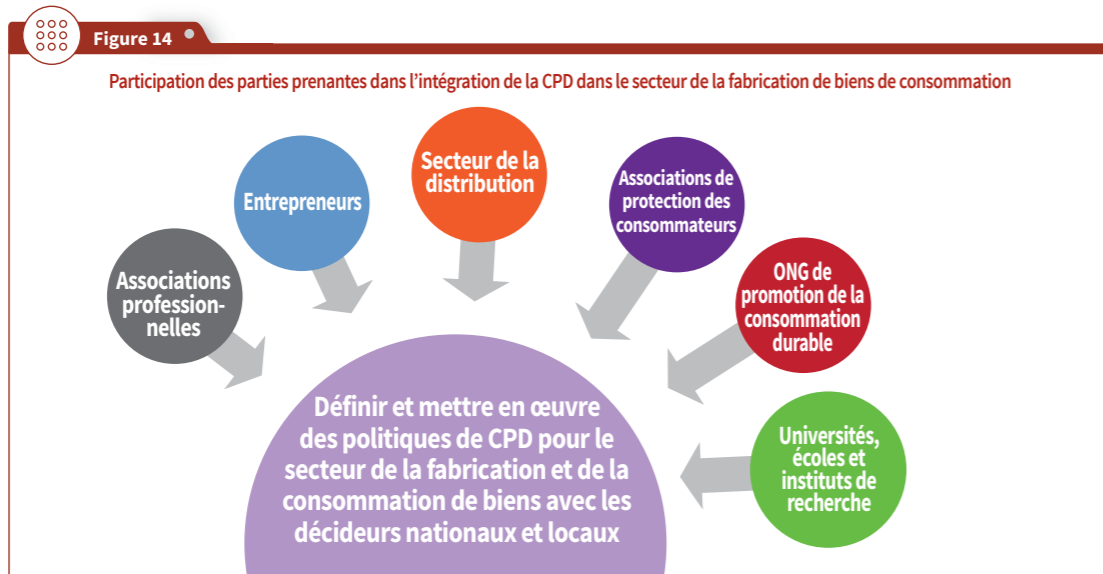 Figure 14
Participation des parties prenantes dans l’intégration de la CPD dans le secteur de la fabrication de biens de consommation
Associations
profession-
nelles
Entrepreneurs
Secteur de la
distribution
Associations de
protection des
consommateurs
ONG de
promotion de la
consommation
durable
Universités,
écoles et
instituts de
recherche
Définir et mettre en œuvre
des politiques de CPD pour le
secteur de la fabrication et de la
consommation de biens avec les
décideurs nationaux et locaux